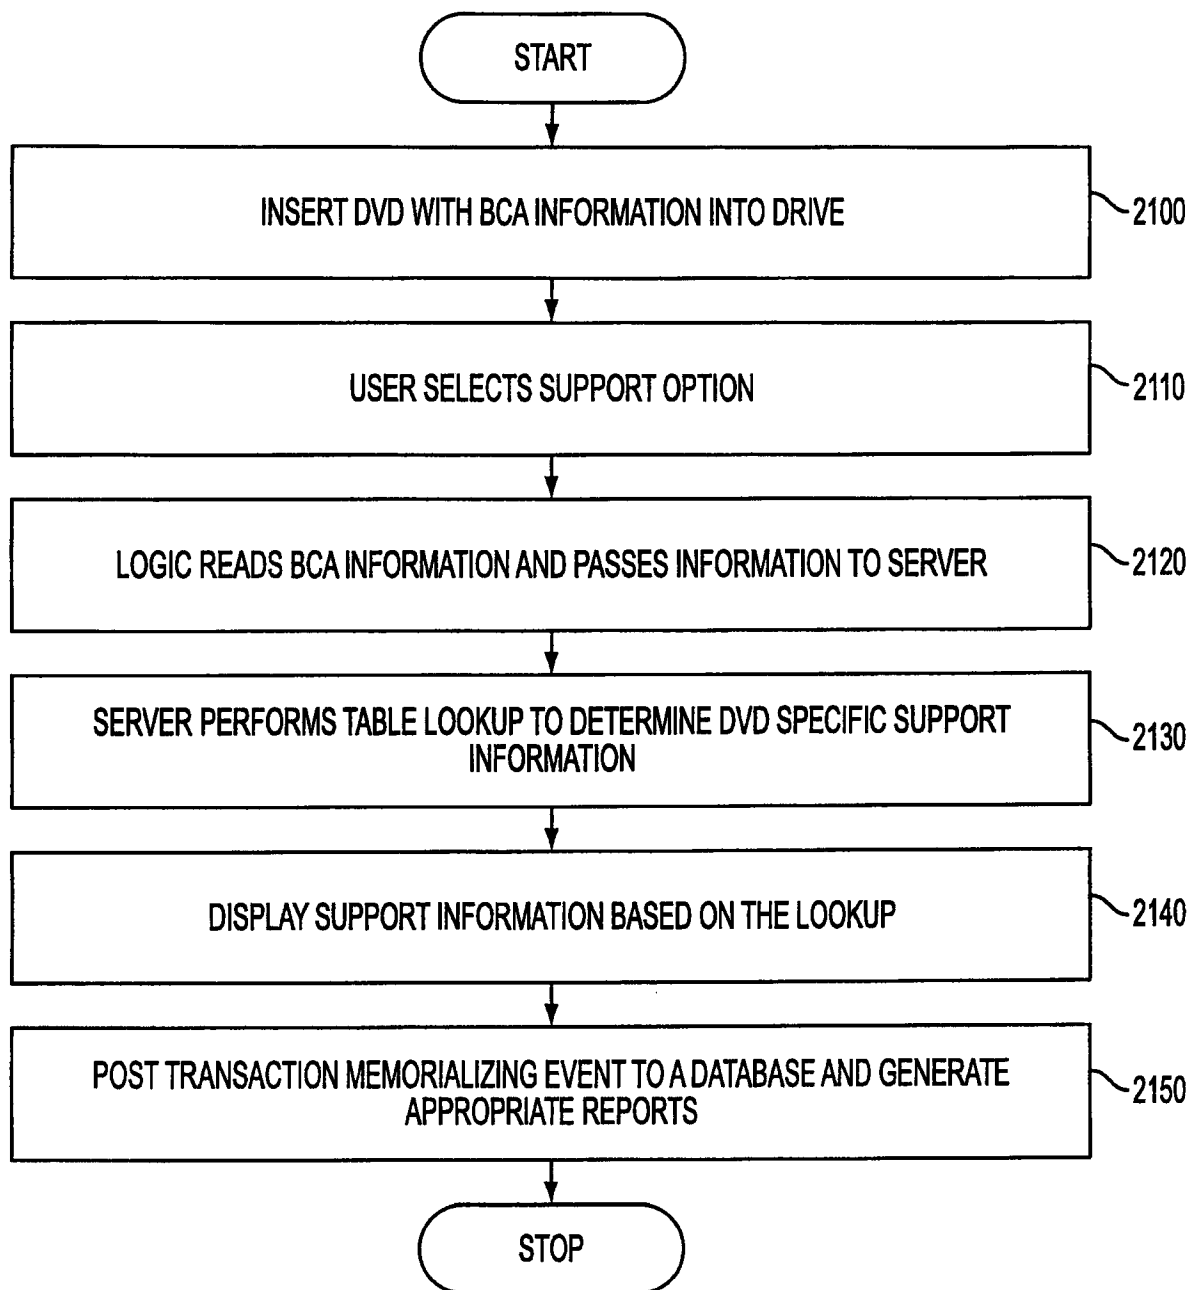 START
INSERT DVD WITH BCA INFORMATION INTO DRIVE
2100
USER SELECTS SUPPORT OPTION
2110
LOGIC READS BCA INFORMATION AND PASSES INFORMATION TO SERVER
2120
SERVER PERFORMS TABLE LOOKUP TO DETERMINE DVD SPECIFIC SUPPORT
INFORMATION
2130
DISPLAY SUPPORT INFORMATION BASED ON THE LOOKUP
2140
POST TRANSACTION MEMORIALIZING EVENT TO A DATABASE AND GENERATE
APPROPRIATE REPORTS
2150
STOP